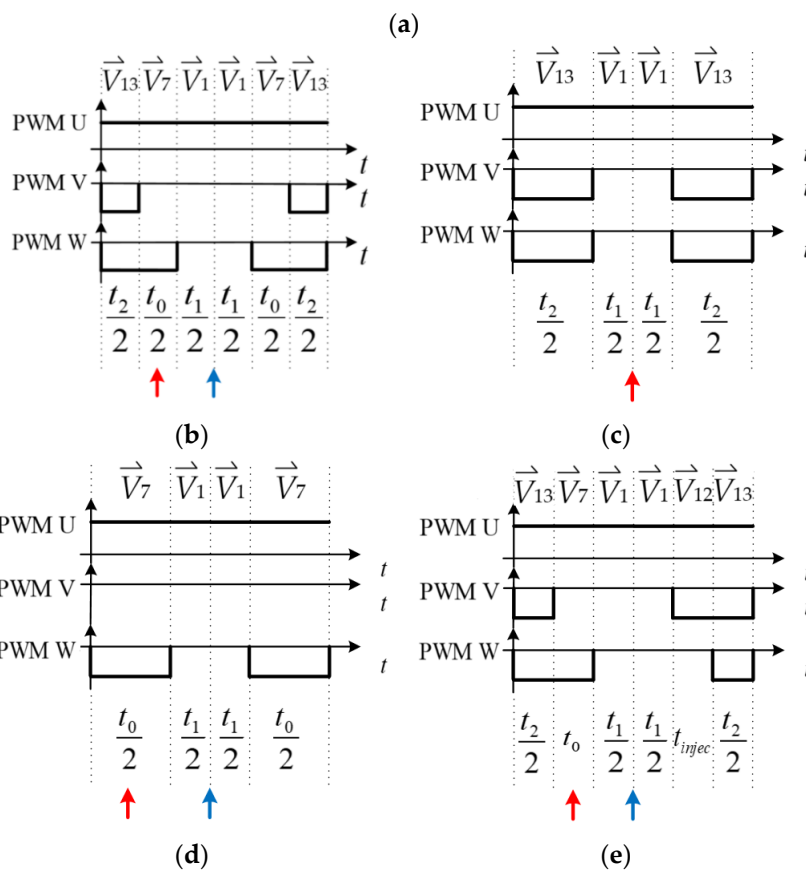 (a)
V13 V7 V1 V1 V7 V13
PWM U
t
PWM V
t
PWM W
t
t2/2 t0/2 t1/2 t1/2 t0/2 t2/2
(b)
V13 V1 V1 V13
PWM U
t
PWM V
t
PWM W
t
t2/2 t1/2 t1/2 t2/2
(c)
V7 V1 V1 V7
PWM U
t
PWM V
t
PWM W
t
t0/2 t1/2 t1/2 t0/2
(d)
V13 V7 V1 V1 V12 V13
PWM U
t
PWM V
t
PWM W
t
t2/2 t0 t1/2 t1/2 tinjec t2/2
(e)